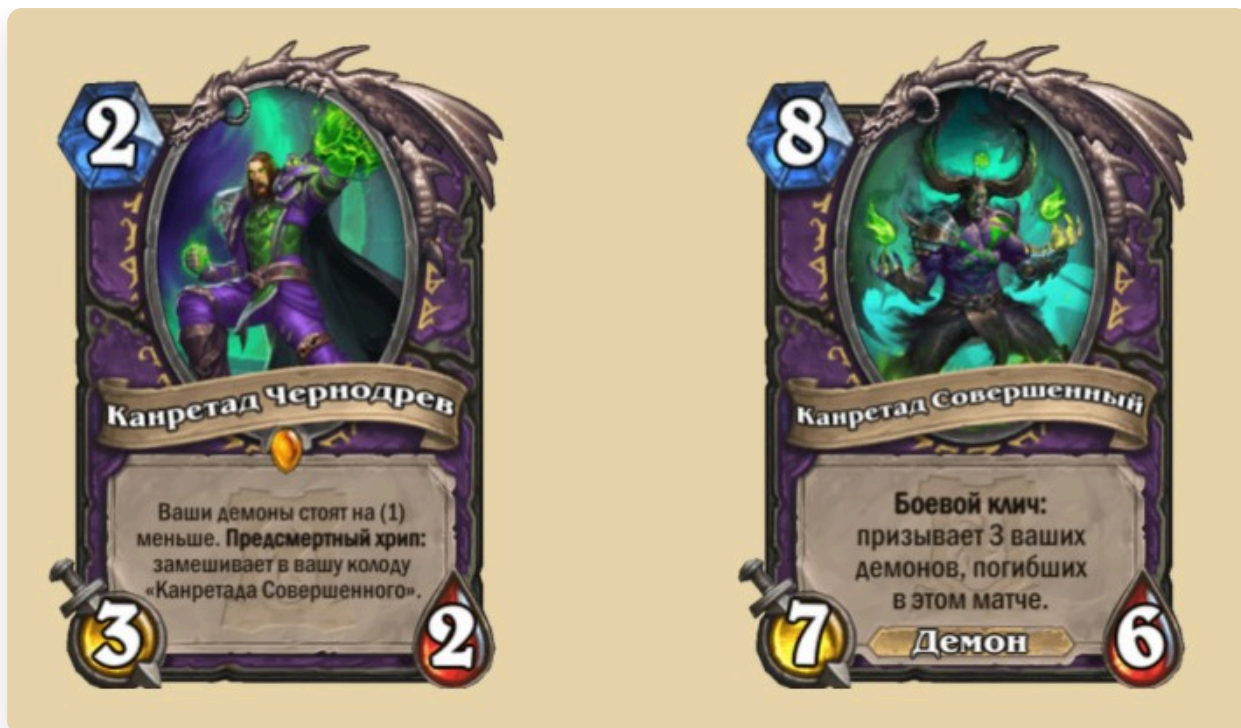 2
Канретад Чернодрев
Ваши демоны стоят на (1)
меньше. Предсмертный хрип:
замешивает в вашу колоду
«Канретада Совершенного».
3
2
8
Канретад Совершенный
Боевой клич:
призывает 3 ваших
демонов, погибших
в этом матче.
7
Демон
6